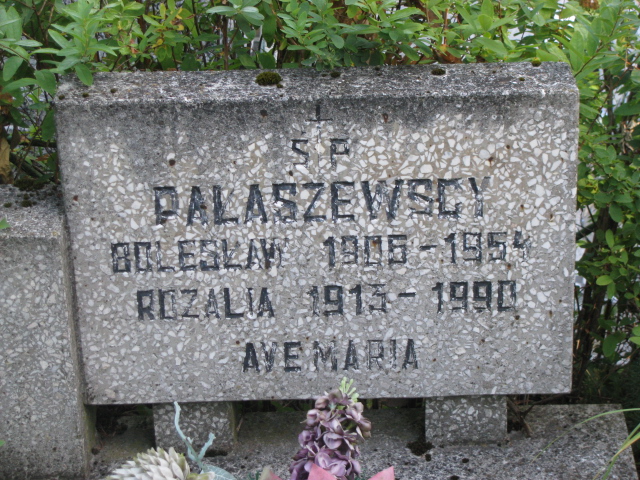 Ś P
PAŁASZEWSCY
BOLESŁAW 1906-1954
ROZALIA 1913-1990
AVE MARIA